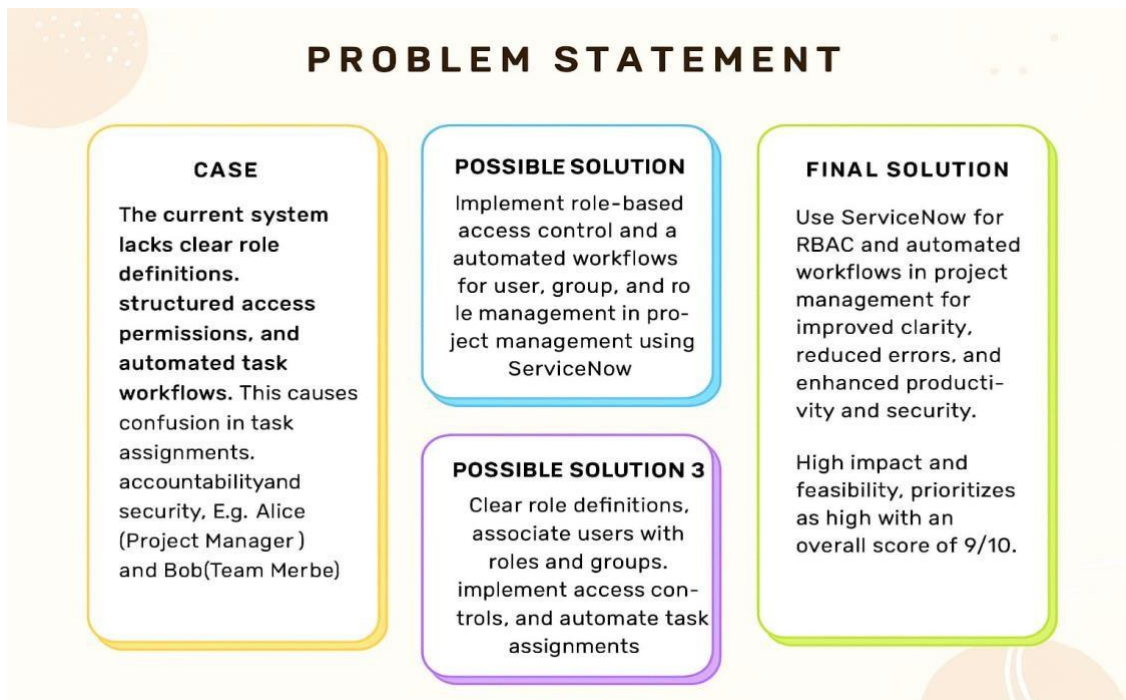 PROBLEM STATEMENT
CASE
The current system
lacks clear role
definitions.
structured access
permissions, and
automated task
workflows. This causes
confusion in task
assignments.
accountabilityand
security, E.g. Alice
(Project Manager )
and Bob(Team Merbe)
POSSIBLE SOLUTION
Implement role-based
access control and a
automated workflows
for user, group, and ro
le management in pro-
ject management using
ServiceNow
POSSIBLE SOLUTION 3
Clear role definitions,
associate users with
roles and groups.
implement access con-
trols, and automate task
assignments
FINAL SOLUTION
Use ServiceNow for
RBAC and automated
workflows in project
management for
improved clarity,
reduced errors, and
enhanced producti-
vity and security.
High impact and
feasibility, prioritizes
as high with an
overall score of 9/10.